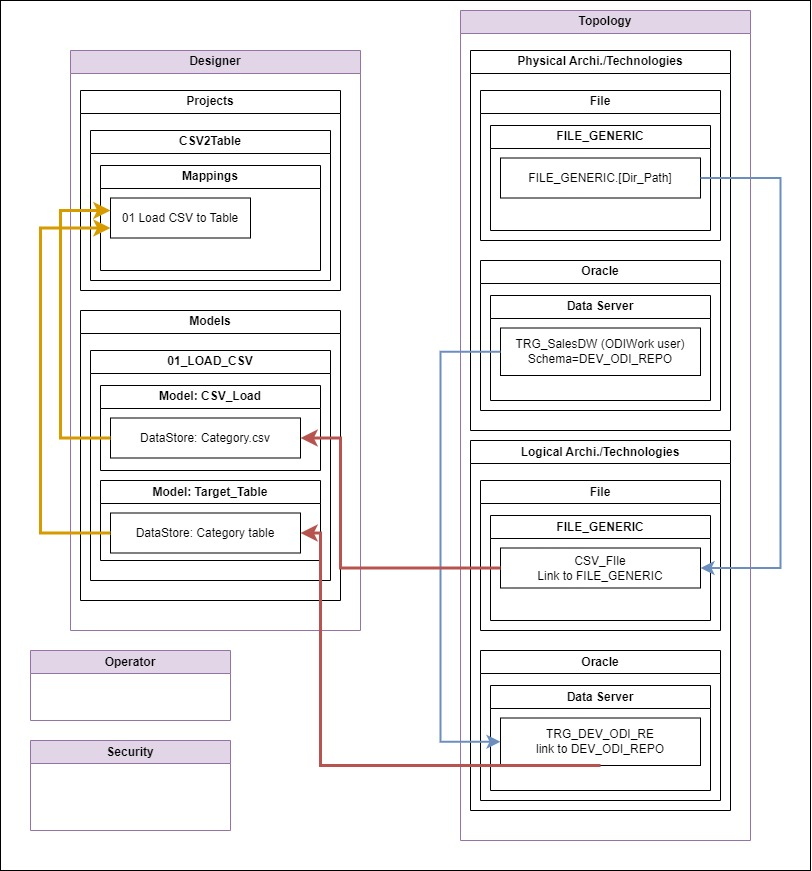 Designer
Projects
CSV2Table
Mappings
01 Load CSV to Table
Models
01_LOAD_CSV
Model: CSV_Load
DataStore: Category.csv
Model: Target_Table
DataStore: Category table
Operator
Security
Topology
Physical Archi./Technologies
File
FILE_GENERIC
FILE_GENERIC.[Dir_Path]
Oracle
Data Server
TRG_SalesDW (ODIWork user)
Schema=DEV_ODI_REPO
Logical Archi./Technologies
File
FILE_GENERIC
CSV_FIle
Link to FILE_GENERIC
Oracle
Data Server
TRG_DEV_ODI_RE
link to DEV_ODI_REPO